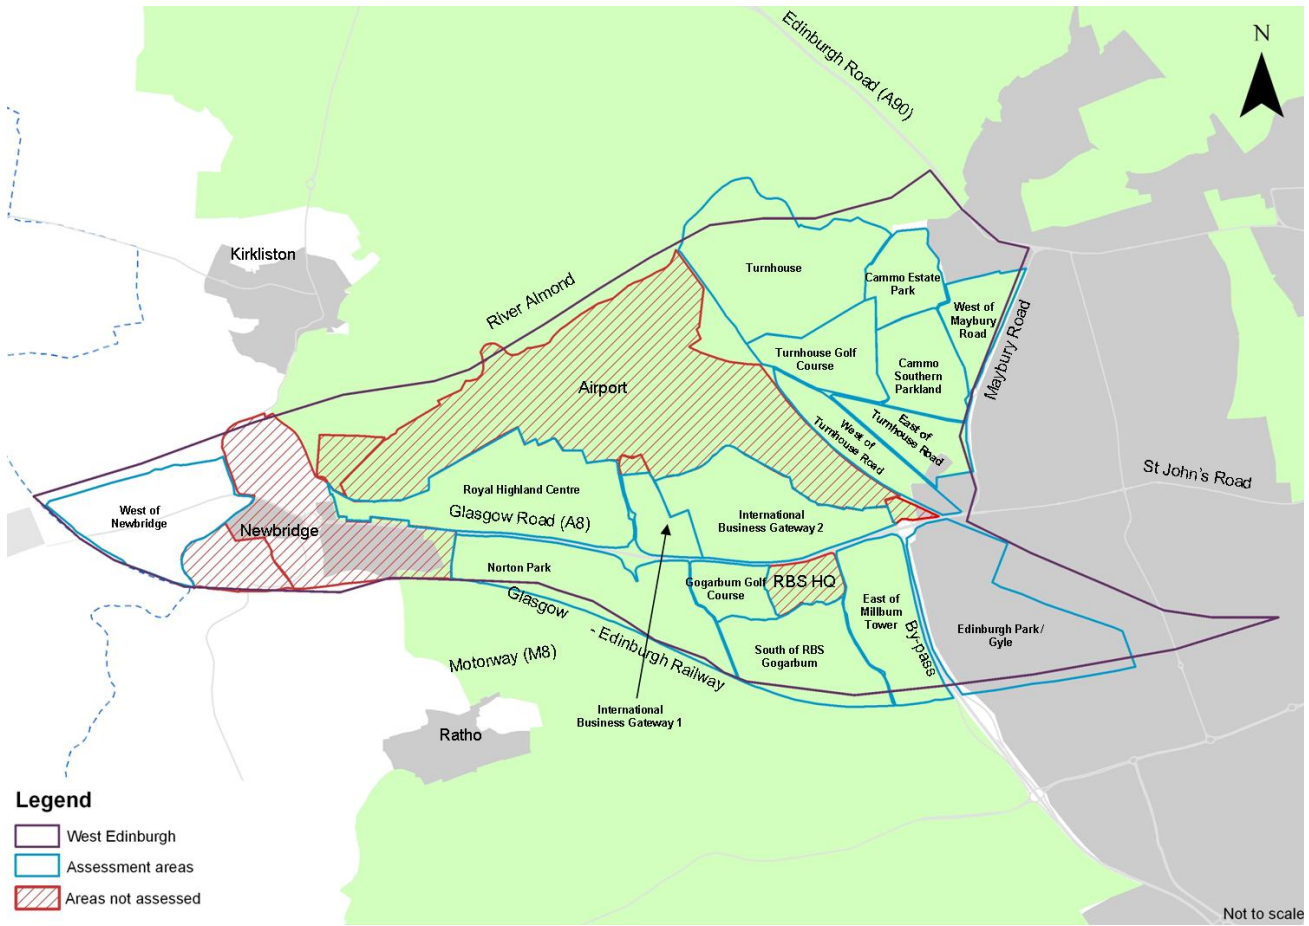 Edinburgh Road (A90)
N
Kirkliston
River Almond
Turnhouse
Cammo Estate
Park
West of
Maybury
Road
Maybury Road
Turnhouse Golf
Course
Cammo
Southern
Parkland
Airport
East of
Turnhouse Road
West of
Turnhouse Road
St John's Road
Royal Highland Centre
Glasgow Road (A8)
International
Business Gateway 2
West of
Newbridge
Newbridge
Norton Park
Gogarburn Golf
Course
RBS HQ
East of
Millburn
Tower
Edinburgh Park/
Gyle
Glasgow
- Edinburgh Railway
By-pass
South of RBS
Gogarburn
Motorway (M8)
International
Business Gateway 1
Ratho
Legend
West Edinburgh
Assessment areas
Areas not assessed
Not to scale